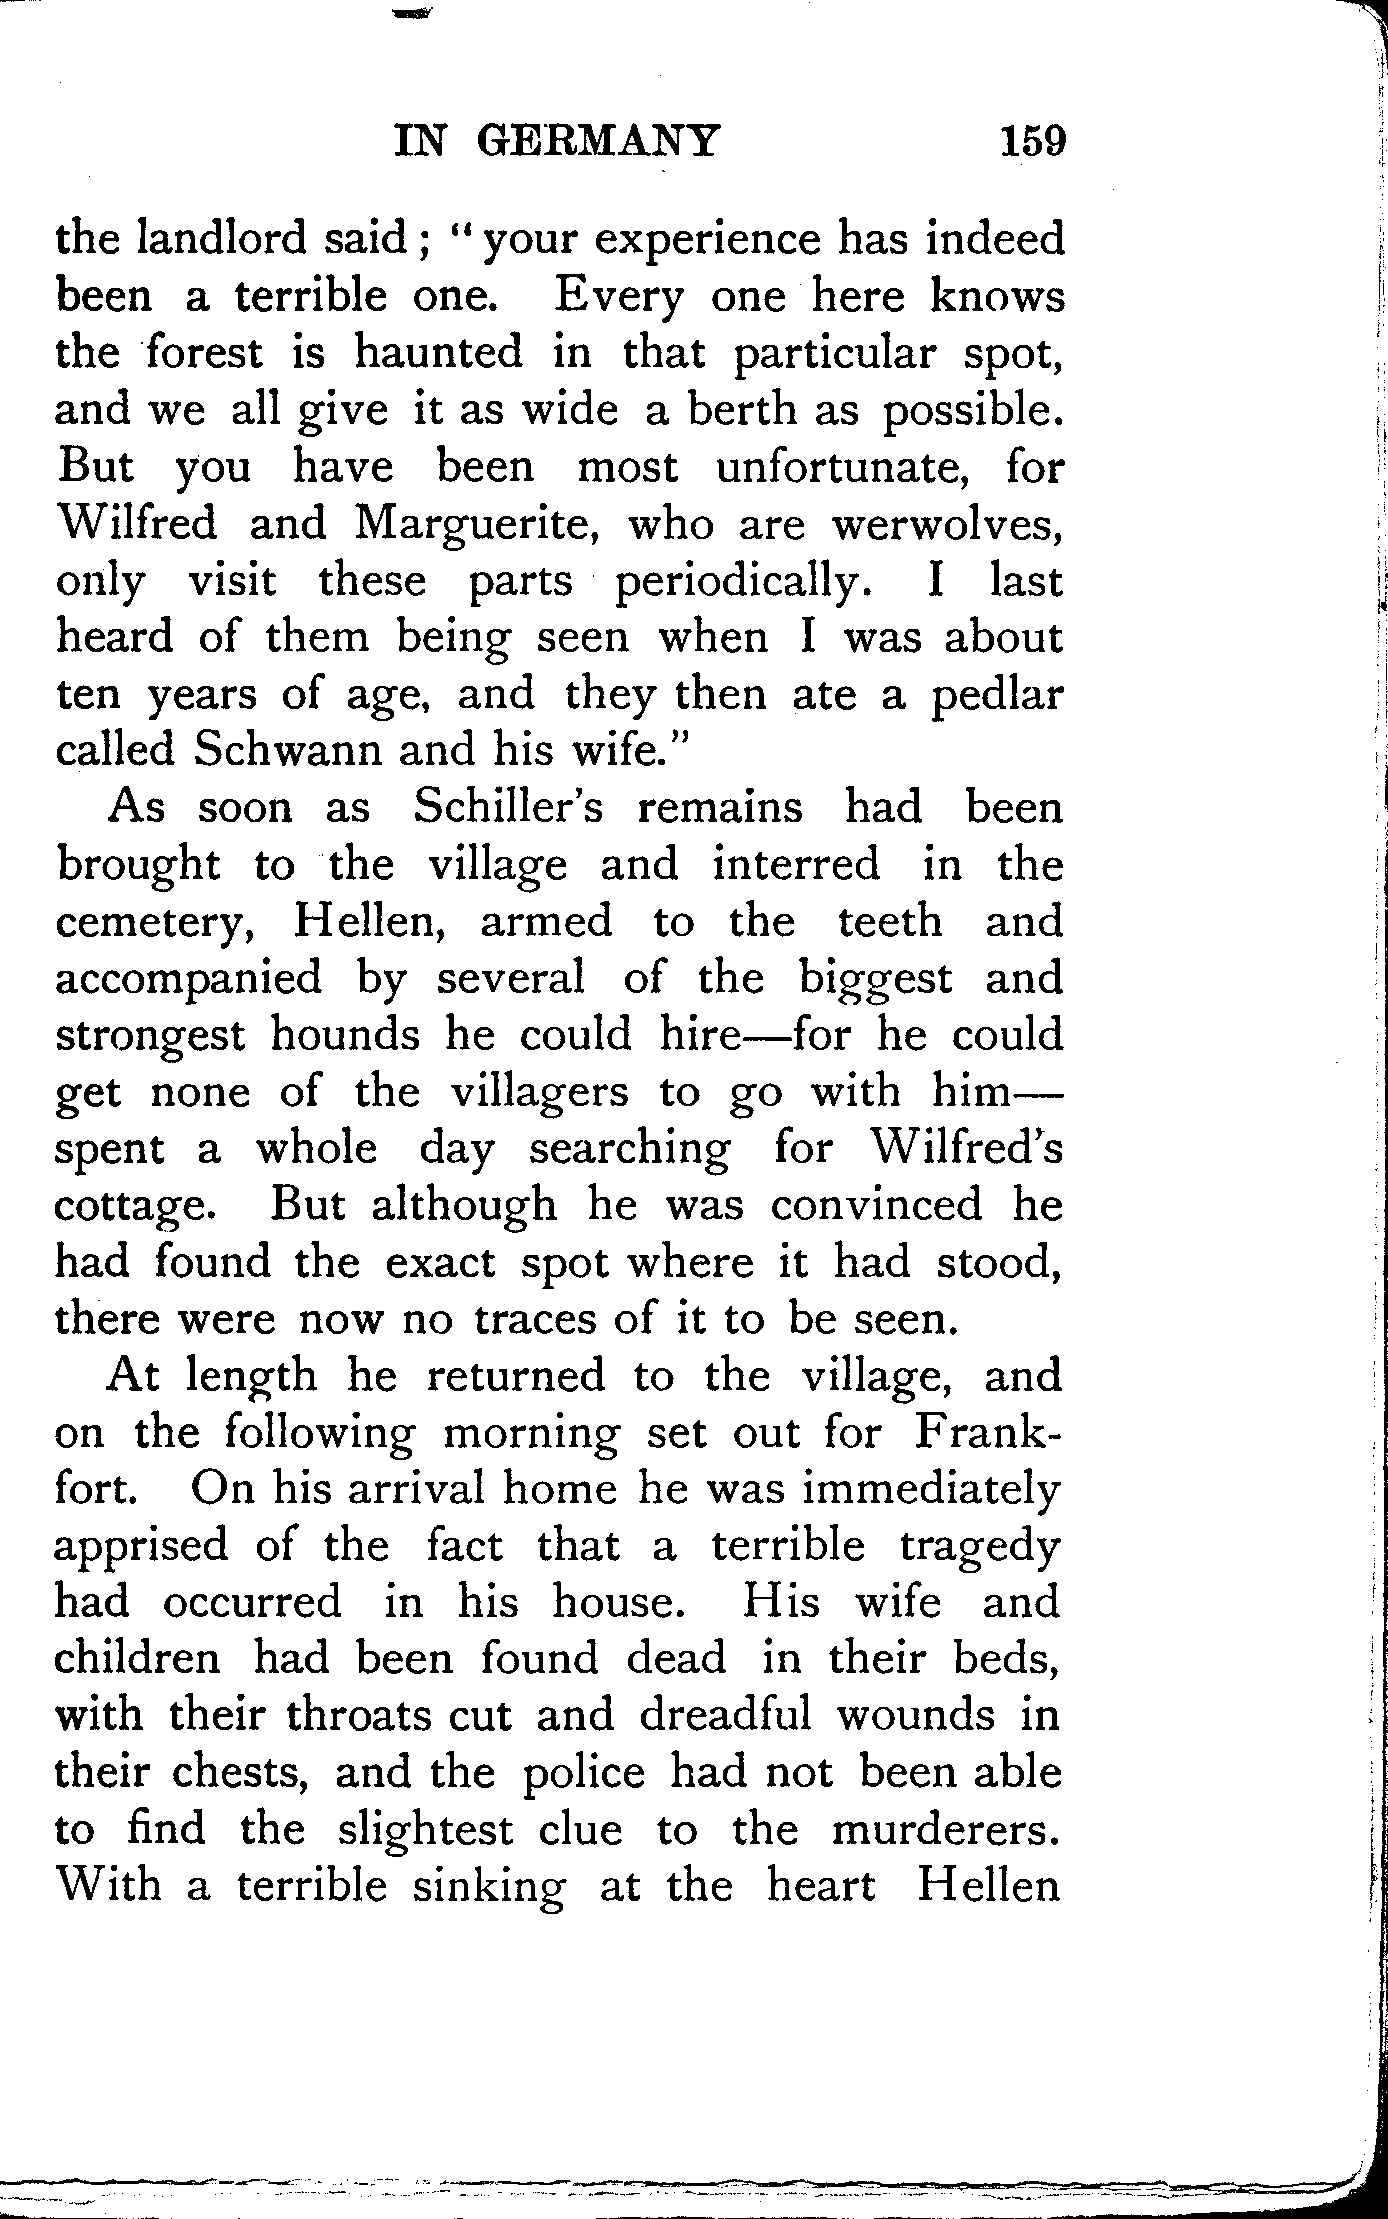 IN GERMANY 159
the landlord said; “your experience has indeed
been a terrible one. Every one here knows
the forest is haunted in that particular spot,
and we all give it as wide a berth as possible.
But you have been most unfortunate, for
Wilfred and Marguerite, who are werwolves,
only visit these parts periodically. I last
heard of them being seen when I was about
ten years of age, and they then ate a pedlar
called Schwann and his wife.”
As soon as Schiller’s remains had been
brought to the village and interred in the
cemetery, Hellen, armed to the teeth and
accompanied by several of the biggest and
strongest hounds he could hire—for he could
get none of the villagers to go with him—
spent a whole day searching for Wilfred’s
cottage. But although he was convinced he
had found the exact spot where it had stood,
there were now no traces of it to be seen.
At length he returned to the village, and
on the following morning set out for Frank-
fort. On his arrival home he was immediately
apprised of the fact that a terrible tragedy
had occurred in his house. His wife and
children had been found dead in their beds,
with their throats cut and dreadful wounds in
their chests, and the police had not been able
to find the slightest clue to the murderers.
With a terrible sinking at the heart Hellen